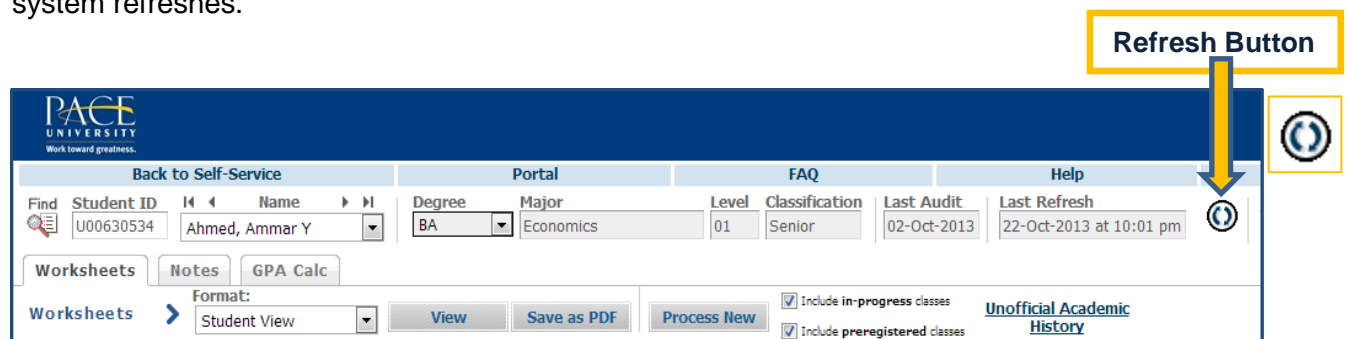 system refreshes.
Refresh Button
PACE
UNIVERSITY
Work toward greatness.
Back to Self-Service Portal FAQ Help
Find Student ID Name Degree Major Level Classification Last Audit Last Refresh
U00630534 Ahmed, Ammar Y BA Economics 01 Senior 02-Oct-2013 22-Oct-2013 at 10:01 pm
Worksheets Notes GPA Calc
Format:
Worksheets Student View View Save as PDF Process New
Include in-progress classes
Include preregistered classes
Unofficial Academic
History